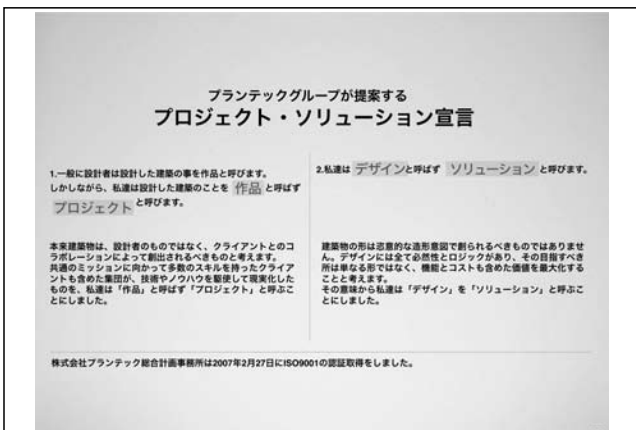 プランテックグループが提案する
プロジェクト・ソリューション宣言
1.一般に設計者は設計した建築の事を作品と呼びます。
しかしながら、私達は設計した建築のことを 作品 と呼ばず
プロジェクト と呼びます。
本来建築物は、設計者のものではなく、クライアントとのコ
ラボレーションによって創出されるべきものと考えます。
共通のミッションに向かって多数のスキルを持ったクライア
ントも含めた集団が、技術やノウハウを駆使して現実化した
ものを、私達は「作品」と呼ばず「プロジェクト」と呼ぶこ
とにしました。
2.私達は デザイン と呼ばず ソリューション と呼びます。
建築物の形は恣意的な造形意図で創られるべきものではありませ
ん。デザインには全て必然性とロジックがあり、その目指すべき
所は単なる形ではなく、機能とコストも含めた価値を最大化する
ことと考えます。
その意味から私達は「デザイン」を「ソリューション」と呼ぶこ
とにしました。
株式会社プランテック総合計画事務所は2007年2月27日にISO9001の認証取得をしました。